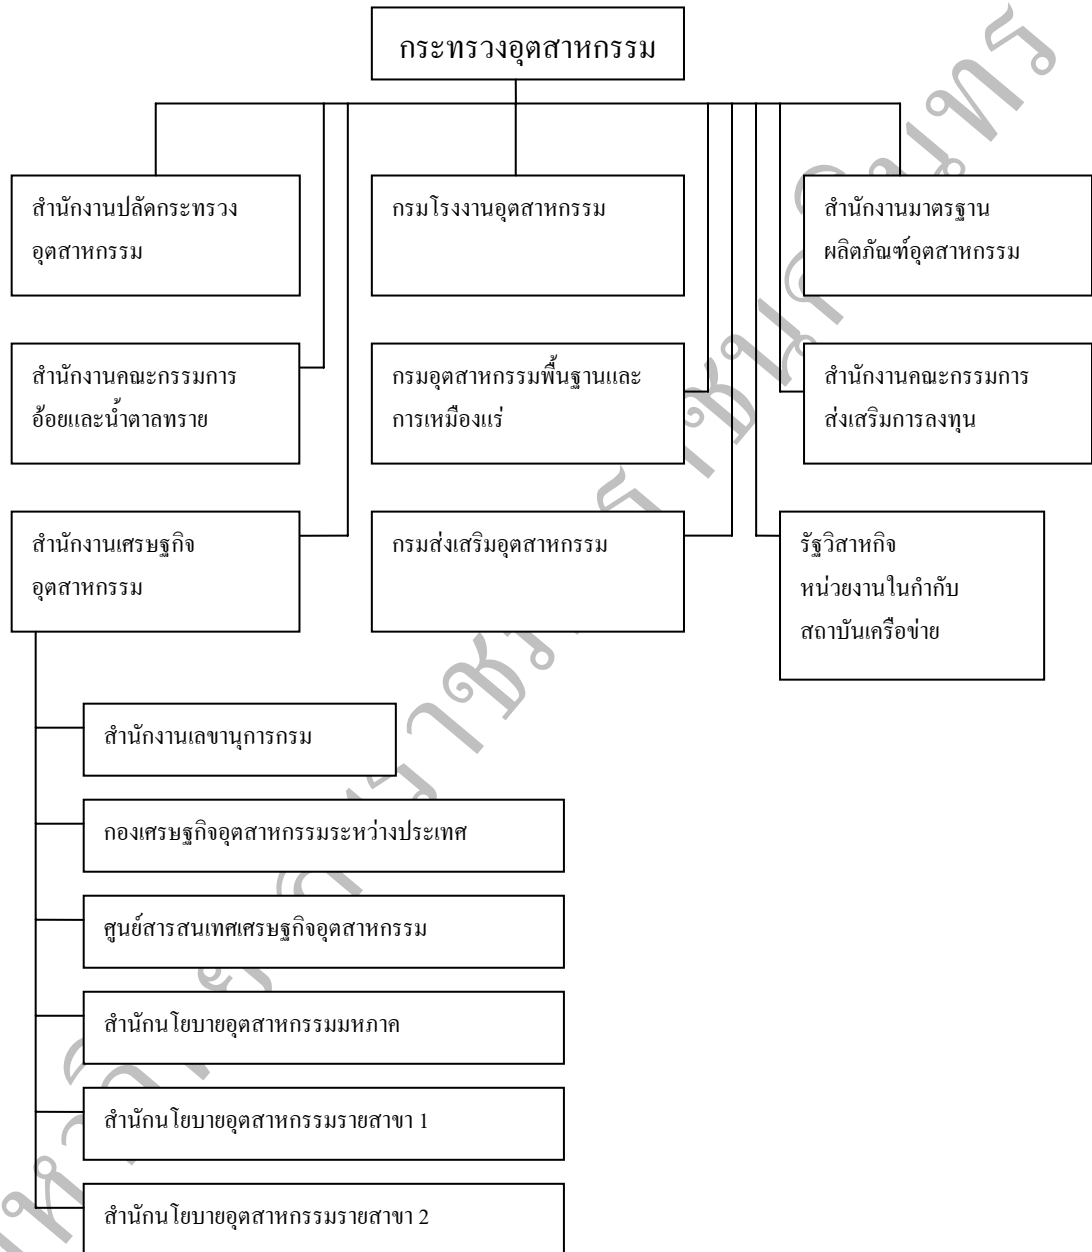 กระทรวงอุตสาหกรรม
สำนักงานปลัดกระทรวง
อุตสาหกรรม
กรมโรงงานอุตสาหกรรม
สำนักงานมาตรฐาน
ผลิตภัณฑ์อุตสาหกรรม
สำนักงานคณะกรรมการ
อ้อยและน้ำตาลทราย
กรมอุตสาหกรรมพื้นฐานและ
การเหมืองแร่
สำนักงานคณะกรรมการ
ส่งเสริมการลงทุน
สำนักงานเศรษฐกิจ
อุตสาหกรรม
กรมส่งเสริมอุตสาหกรรม
รัฐวิสาหกิจ
หน่วยงานในกำกับ
สถาบันเครือข่าย
สำนักงานเลขานุการกรม
กองเศรษฐกิจอุตสาหกรรมระหว่างประเทศ
ศูนย์สารสนเทศเศรษฐกิจอุตสาหกรรม
สำนักนโยบายอุตสาหกรรมมหภาค
สำนักนโยบายอุตสาหกรรมรายสาขา 1
สำนักนโยบายอุตสาหกรรมรายสาขา 2